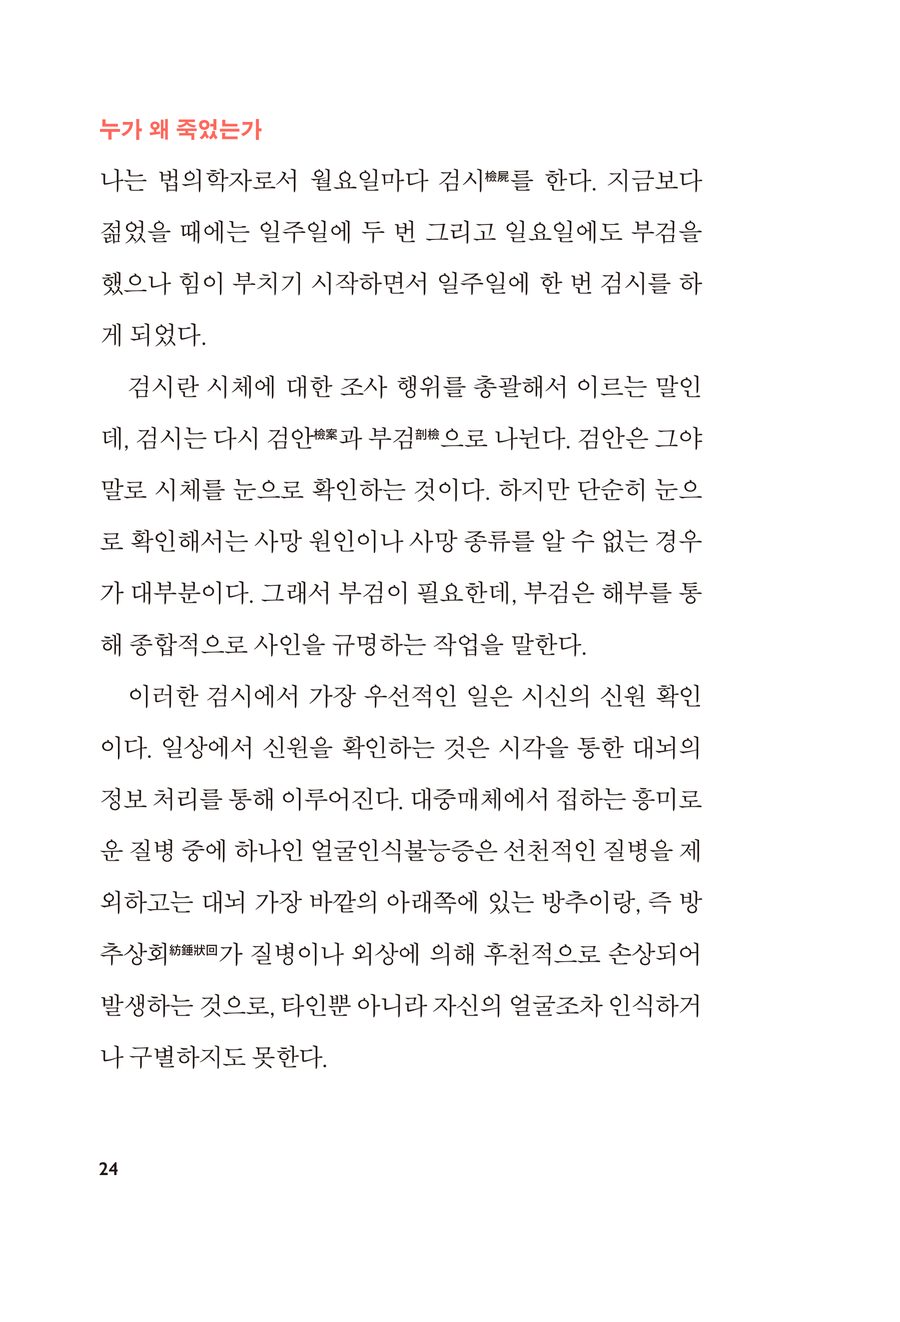 누가 왜 죽었는가
나는 법의학자로서 월요일마다 검시檢屍를 한다. 지금보다
젊었을 때에는 일주일에 두 번 그리고 일요일에도 부검을
했으나 힘이 부치기 시작하면서 일주일에 한 번 검시를 하
게 되었다.
검시란 시체에 대한 조사 행위를 총괄해서 이르는 말인
데, 검시는 다시 검안檢案과 부검剖檢으로 나뉜다. 검안은 그야
말로 시체를 눈으로 확인하는 것이다. 하지만 단순히 눈으
로 확인해서는 사망 원인이나 사망 종류를 알 수 없는 경우
가 대부분이다. 그래서 부검이 필요한데, 부검은 해부를 통
해 종합적으로 사인을 규명하는 작업을 말한다.
이러한 검시에서 가장 우선적인 일은 시신의 신원 확인
이다. 일상에서 신원을 확인하는 것은 시각을 통한 대뇌의
정보 처리를 통해 이루어진다. 대중매체에서 접하는 흥미로
운 질병 중에 하나인 얼굴인식불능증은 선천적인 질병을 제
외하고는 대뇌 가장 바깥의 아래쪽에 있는 방추이랑, 즉 방
추상회紡錘狀回가 질병이나 외상에 의해 후천적으로 손상되어
발생하는 것으로, 타인뿐 아니라 자신의 얼굴조차 인식하거
나 구별하지도 못한다.
24